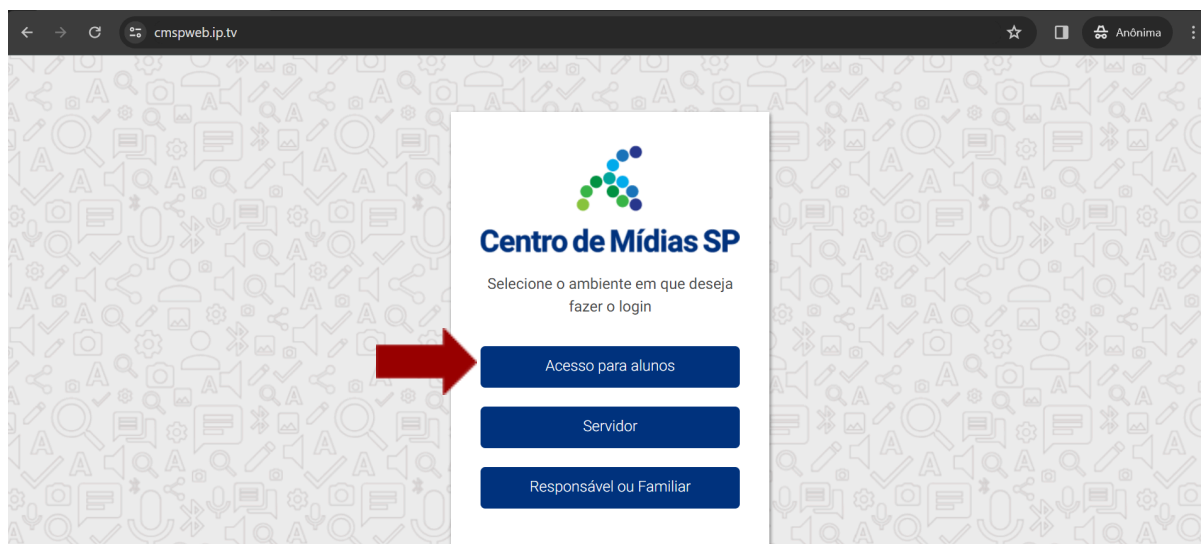 cmspweb.ip.tv
Anônima
Centro de Mídias SP
Selecione o ambiente em que deseja
fazer o login
Acesso para alunos
Servidor
Responsável ou Familiar